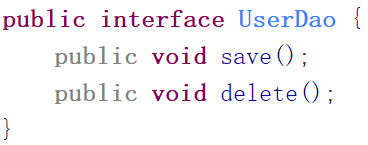 public interface UserDao {
    public void save();
    public void delete();
}